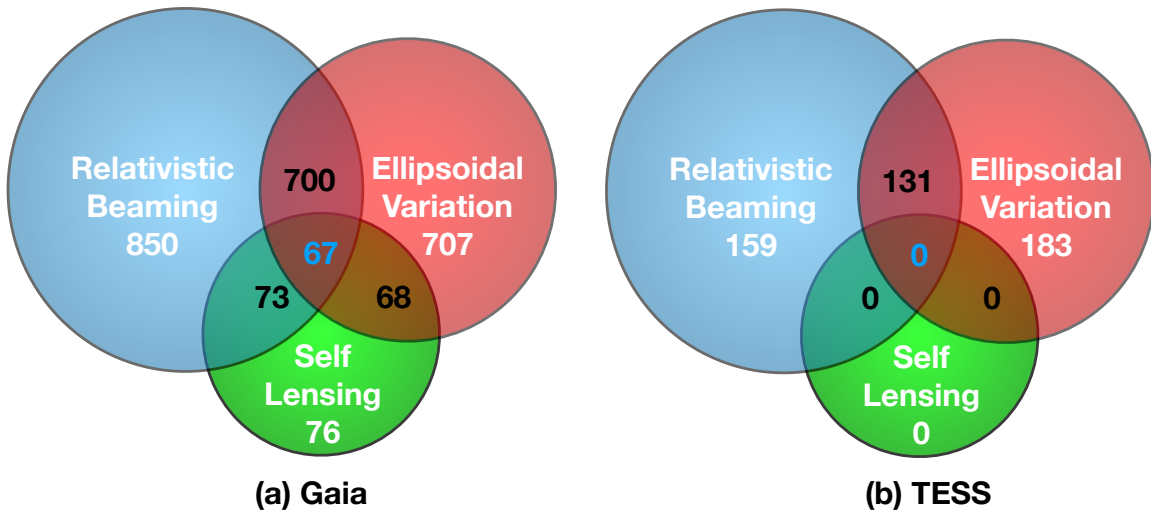 Relativistic
Beaming
850
700
Ellipsoidal
Variation
707
67
73
68
Self
Lensing
76
(a) Gaia
Relativistic
Beaming
159
131
Ellipsoidal
Variation
183
0
0
0
Self
Lensing
0
(b) TESS